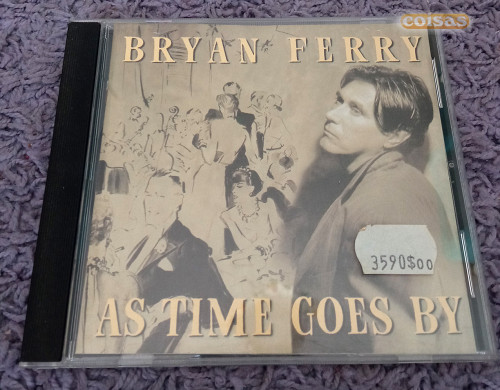 coisas
BRYAN FERRY
3590$00
AS TIME GOES BY